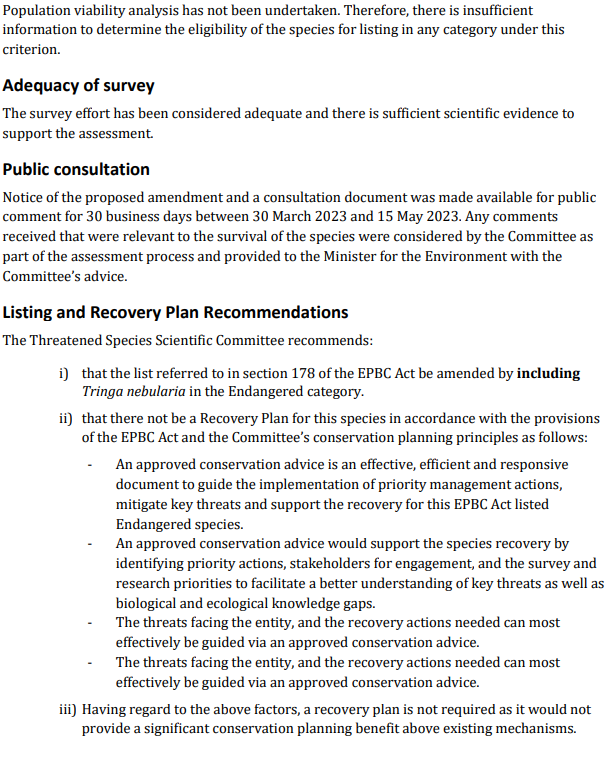 Population viability analysis has not been undertaken. Therefore, there is insufficient
information to determine the eligibility of the species for listing in any category under this
criterion.
Adequacy of survey
The survey effort has been considered adequate and there is sufficient scientific evidence to
support the assessment.
Public consultation
Notice of the proposed amendment and a consultation document was made available for public
comment for 30 business days between 30 March 2023 and 15 May 2023. Any comments
received that were relevant to the survival of the species were considered by the Committee as
part of the assessment process and provided to the Minister for the Environment with the
Committee's advice.
Listing and Recovery Plan Recommendations
The Threatened Species Scientific Committee recommends:
i) that the list referred to in section 178 of the EPBC Act be amended by including
Tringa nebularia in the Endangered category.
ii) that there not be a Recovery Plan for this species in accordance with the provisions
of the EPBC Act and the Committee's conservation planning principles as follows:
- An approved conservation advice is an effective, efficient and responsive
document to guide the implementation of priority management actions,
mitigate key threats and support the recovery for this EPBC Act listed
Endangered species.
- An approved conservation advice would support the species recovery by
identifying priority actions, stakeholders for engagement, and the survey and
research priorities to facilitate a better understanding of key threats as well as
biological and ecological knowledge gaps.
- The threats facing the entity, and the recovery actions needed can most
effectively be guided via an approved conservation advice.
- The threats facing the entity, and the recovery actions needed can most
effectively be guided via an approved conservation advice.
iii) Having regard to the above factors, a recovery plan is not required as it would not
provide a significant conservation planning benefit above existing mechanisms.